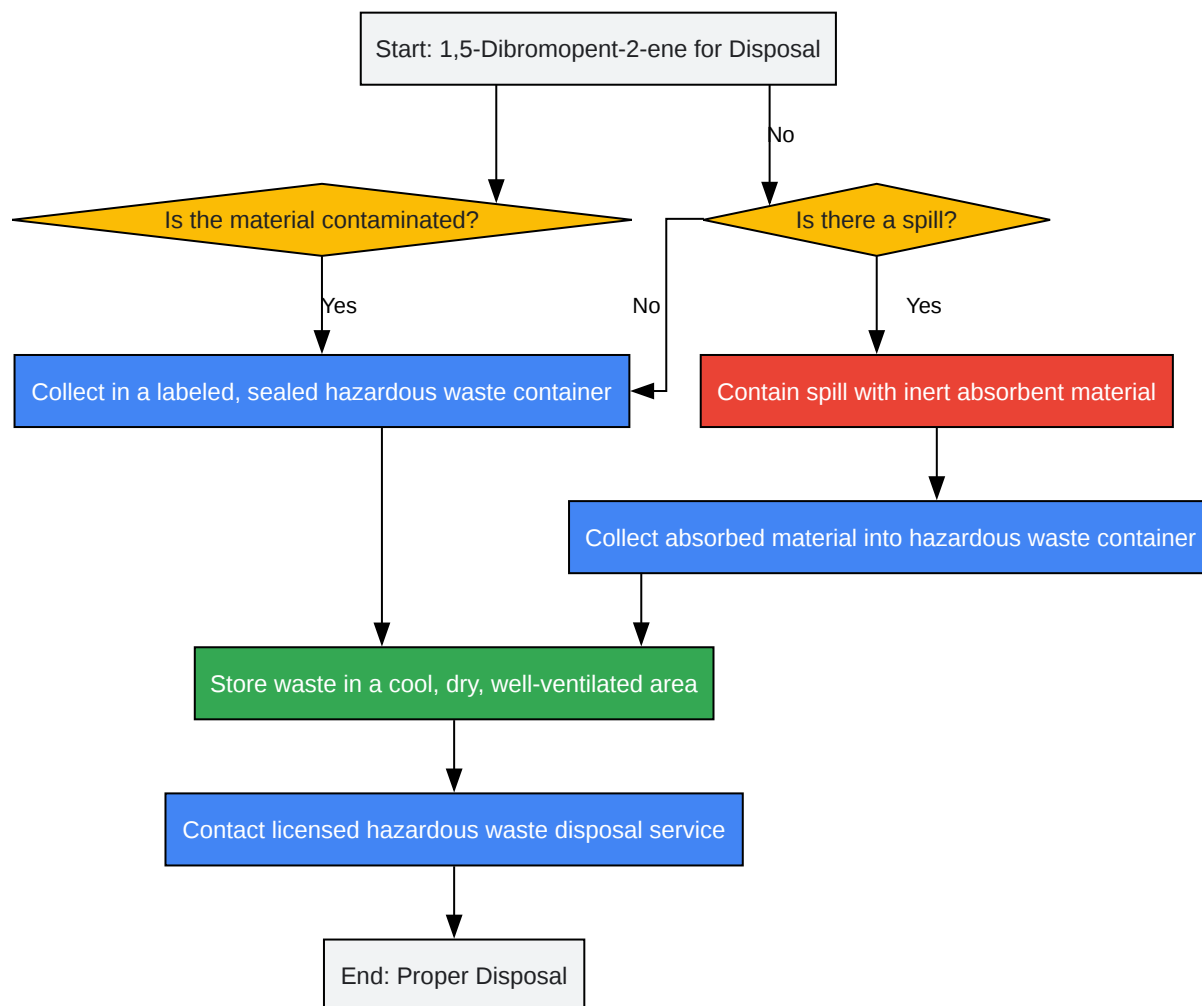 Start: 1,5-Dibromopent-2-ene for Disposal
No
Is the material contaminated?
Is there a spill?
Yes
No
Yes
Collect in a labeled, sealed hazardous waste container
Contain spill with inert absorbent material
Collect absorbed material into hazardous waste container
Store waste in a cool, dry, well-ventilated area
Contact licensed hazardous waste disposal service
End: Proper Disposal